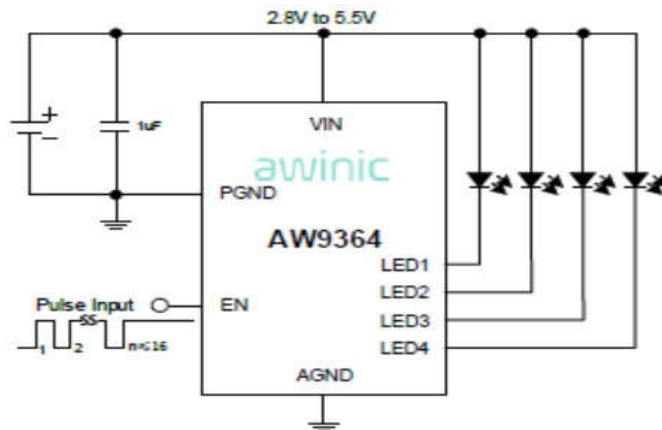 2.8V to 5.5V
+
1uF
−
VIN
awinic
PGND
AW9364
LED1
Pulse Input
EN
LED2
LED3
1
2
n≤16
LED4
AGND